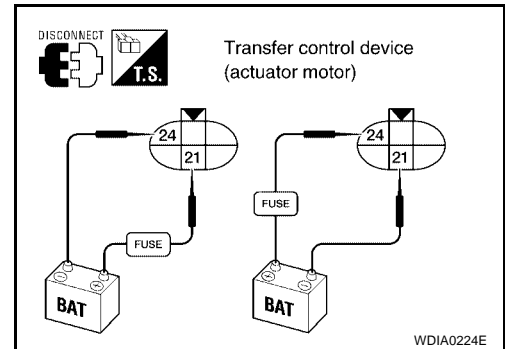 DISCONNECT
T.S.
Transfer control device
(actuator motor)
24
21
FUSE
BAT
24
21
FUSE
BAT
WDIA0224E